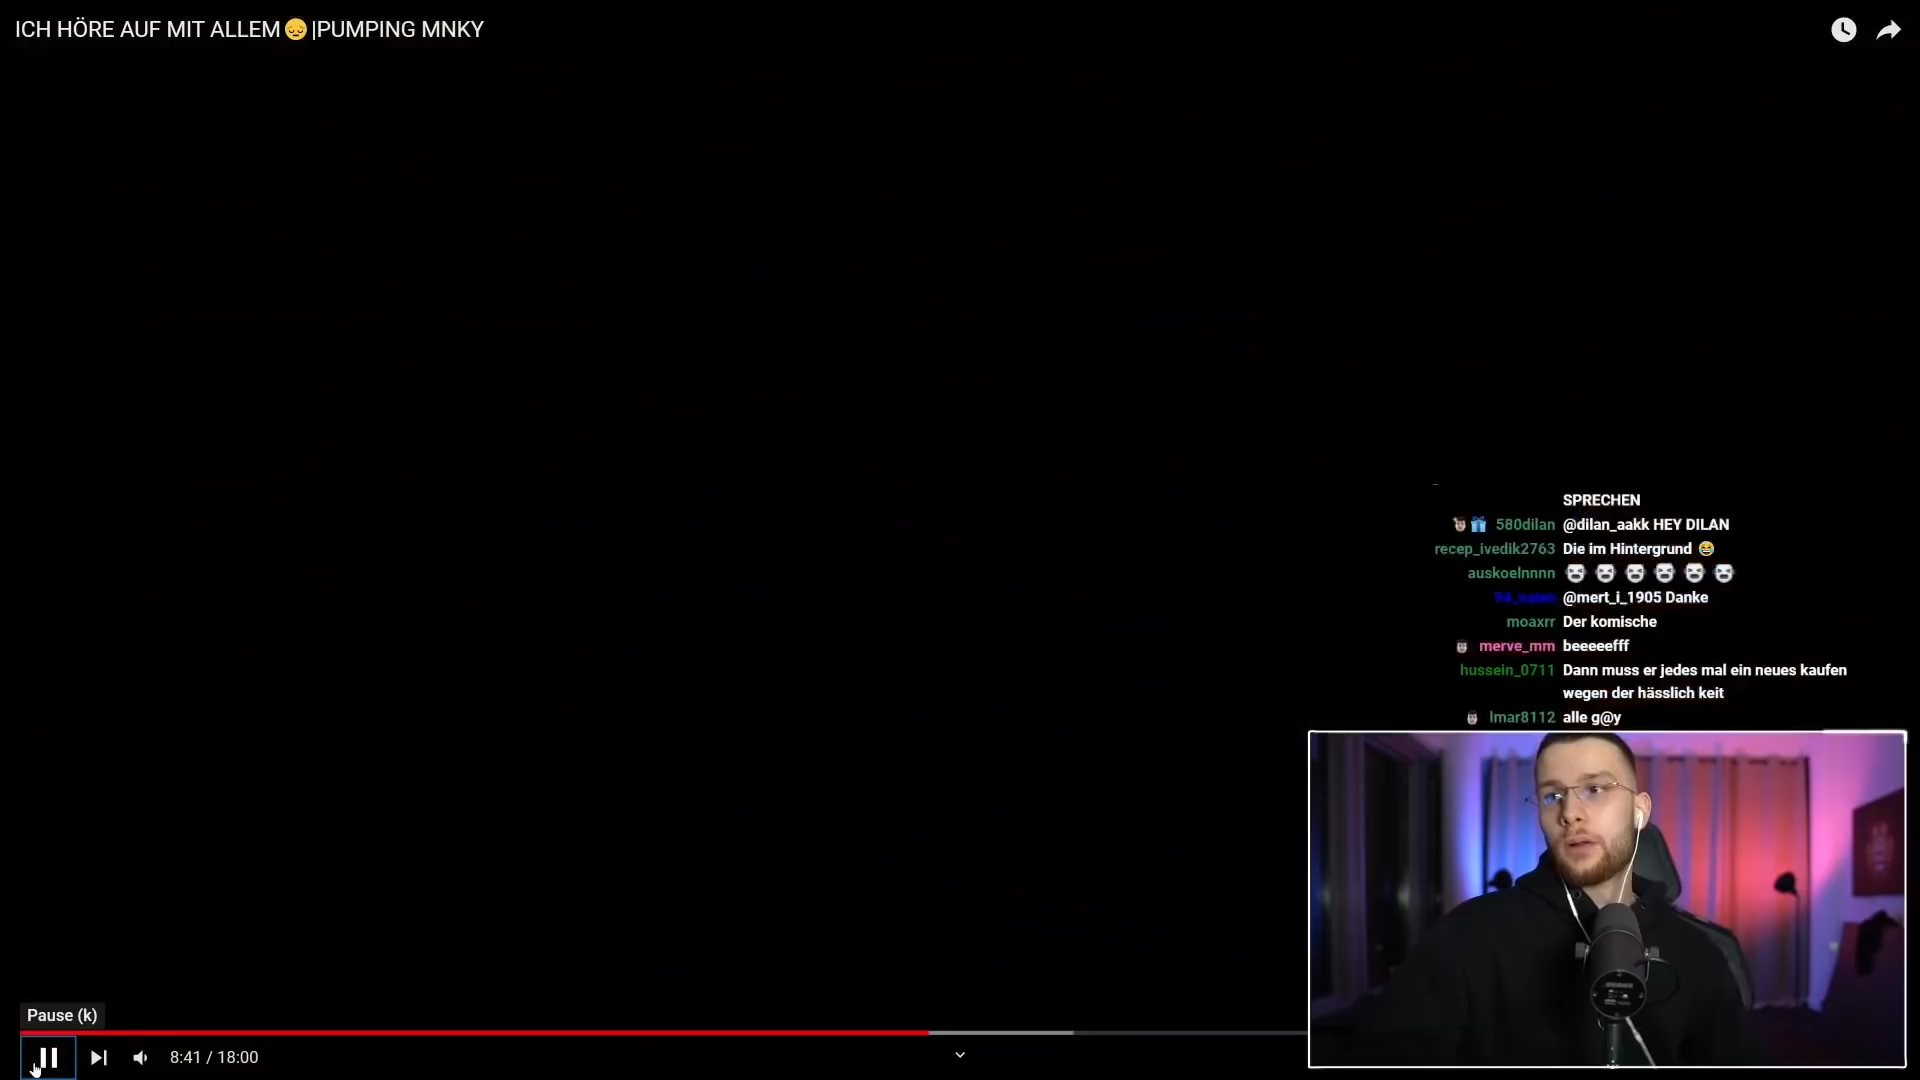 ICH HÖRE AUF MIT ALLEM😔|PUMPING MNKY
SPRECHEN
580dilan @dilan_aakk HEY DILAN
recep_ivedik2763 Die im Hintergrund 😂
auskoelnnnn
@mert_i_1905 Danke
moaxrr Der komische
merve_mm beeeeefff
hussein_0711 Dann muss er jedes mal ein neues kaufen
wegen der hässlich keit
lmar8112 alle g@y
Pause (k)
8:41 / 18:00